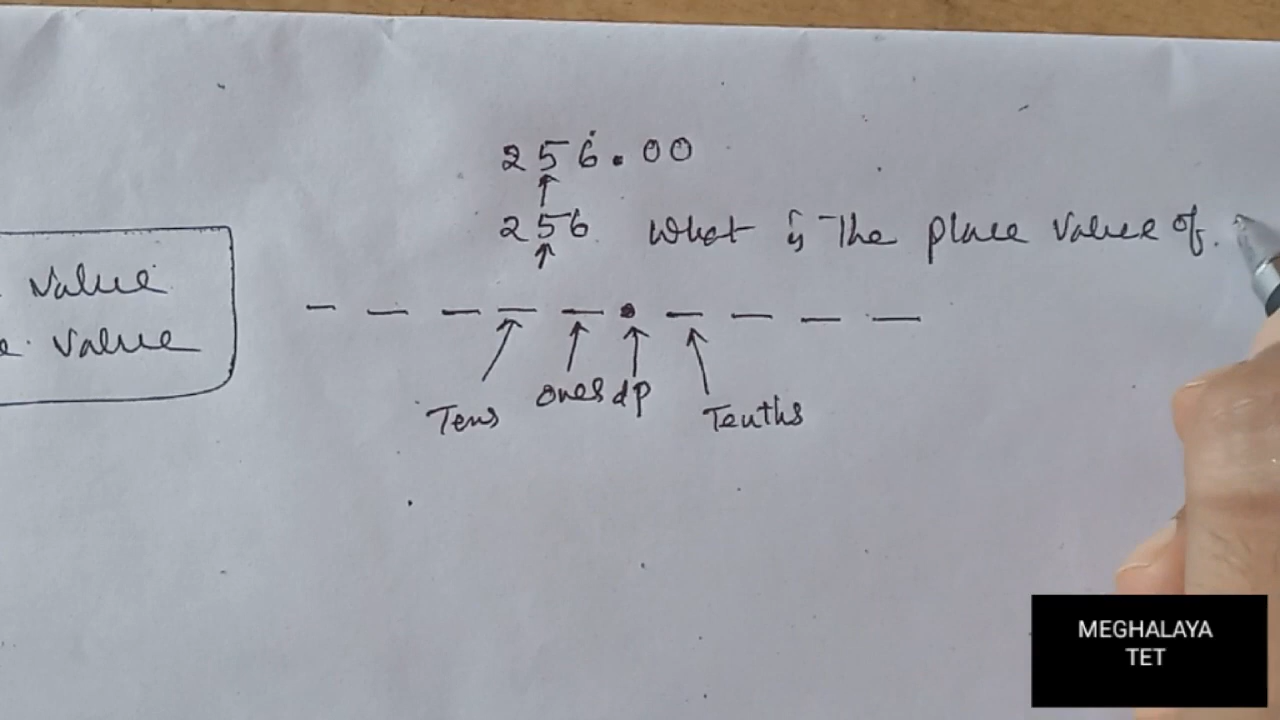 256.00
256 What is The place value of.
Value
Value
Tens ones dp Tenths
MEGHALAYA
TET